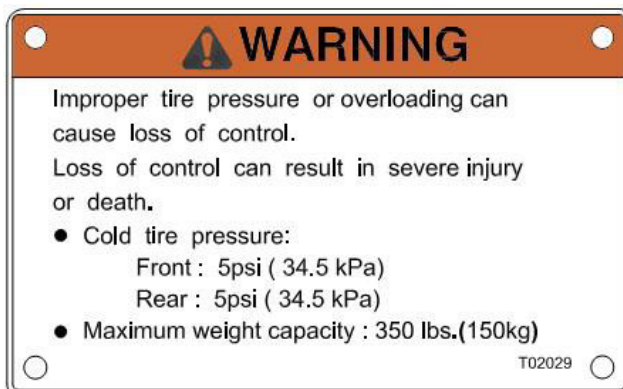 WARNING
Improper tire pressure or overloading can
cause loss of control.
Loss of control can result in severe injury
or death.
● Cold tire pressure:
Front : 5psi ( 34.5 kPa)
Rear : 5psi ( 34.5 kPa)
● Maximum weight capacity : 350 lbs.(150kg)
T02029